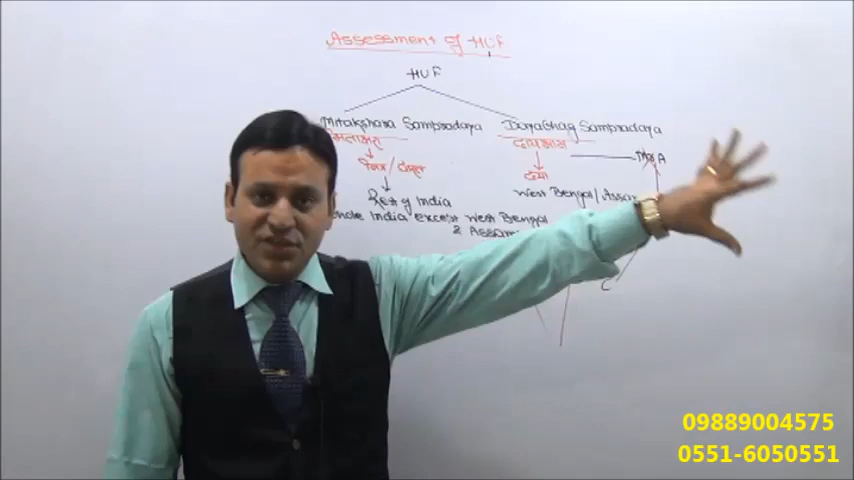 Assessment of HUF
HUF
Mitakshara Sampradaya Dayabhag Sampradaya
मिताक्षरा दायभाग
West Bengal/Assam
Rest of India
whole India except West Bengal
& Assam
C
09889004575
0551-6050551